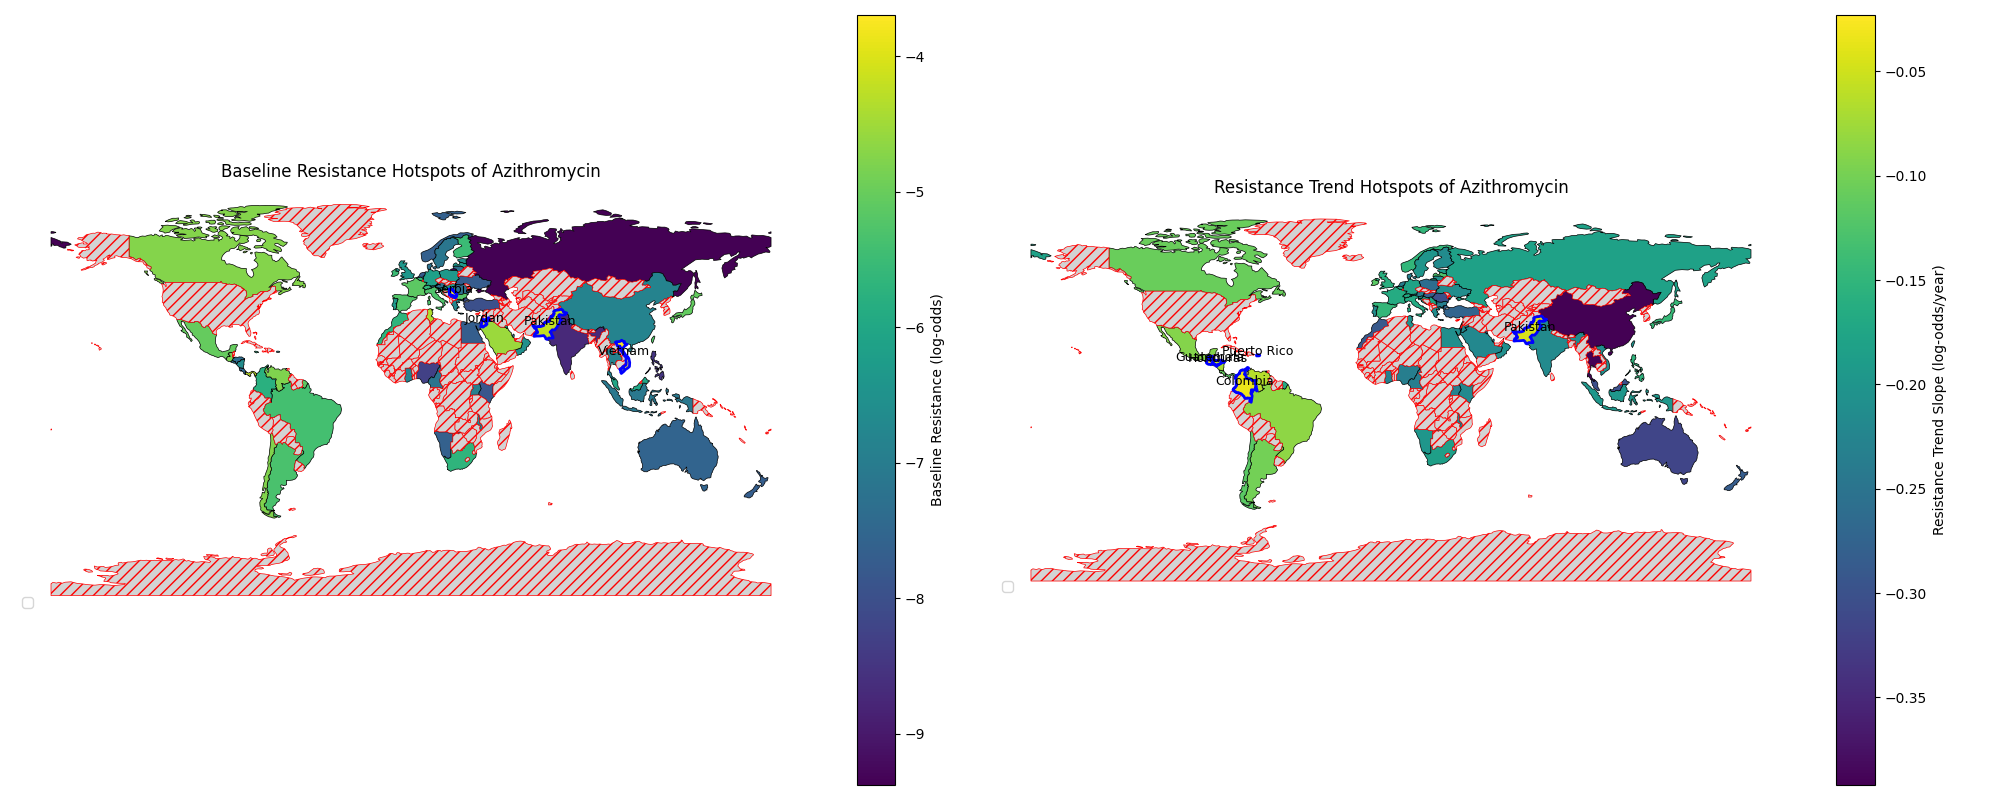 Baseline Resistance Hotspots of Azithromycin
Serbia
Jordan
Pakistan
Vietnam
−4
−5
−6
−7
−8
−9
Baseline Resistance (log-odds)
Resistance Trend Hotspots of Azithromycin
Pakistan
Puerto Rico
Honduras
Colombia
−0.05
−0.10
−0.15
−0.20
−0.25
−0.30
−0.35
Resistance Trend Slope (log-odds/year)